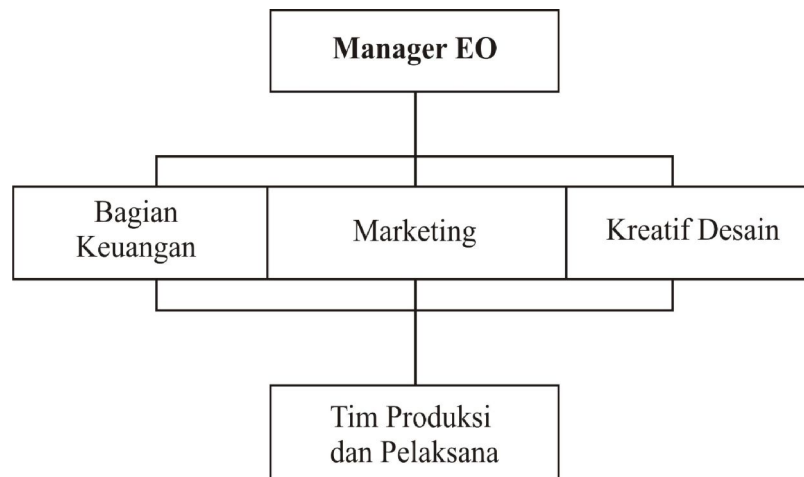 Manager EO
Bagian
Keuangan
Marketing
Kreatif Desain
Tim Produksi
dan Pelaksana